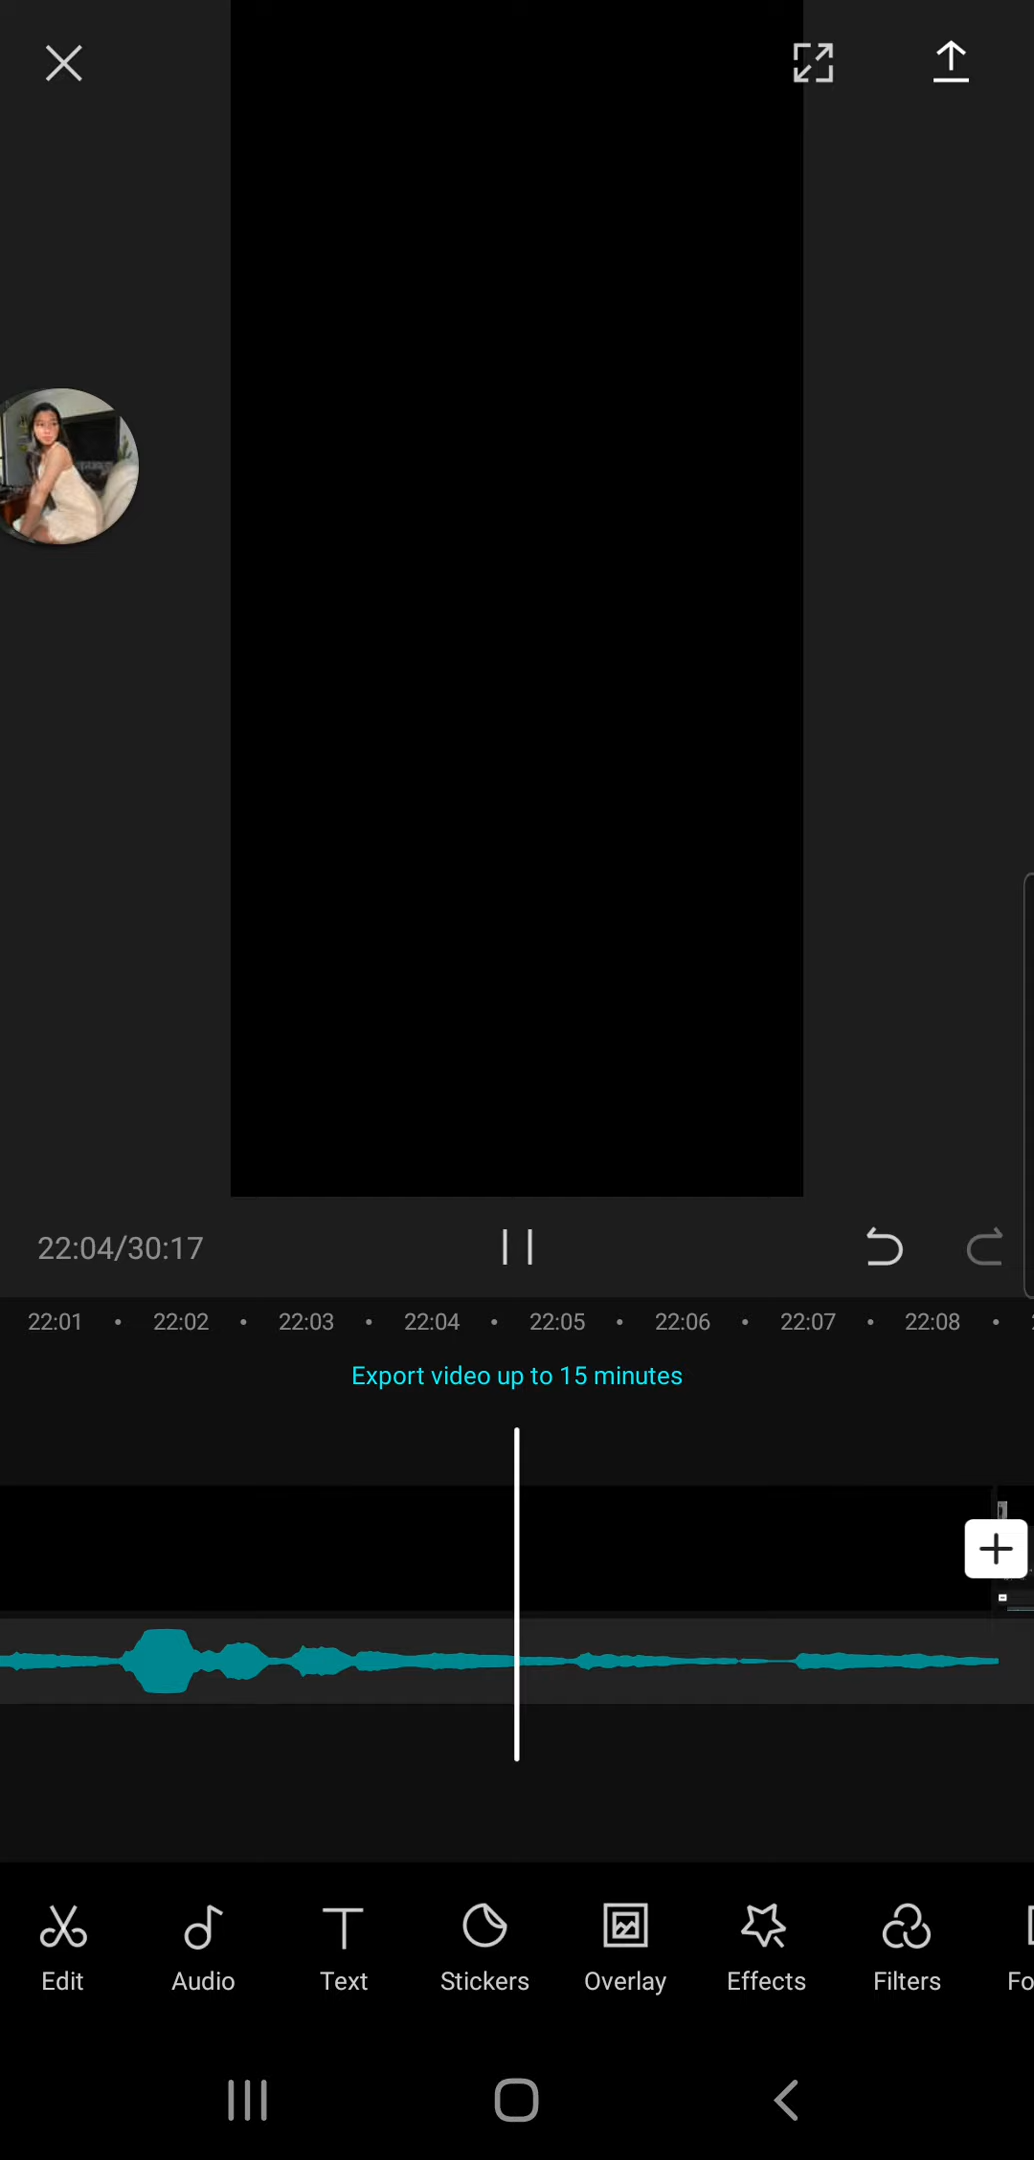 22:04/30:17
22:01 22:02 22:03 22:04 22:05 22:06 22:07 22:08
Export video up to 15 minutes
Edit Audio Text Stickers Overlay Effects Filters Fo